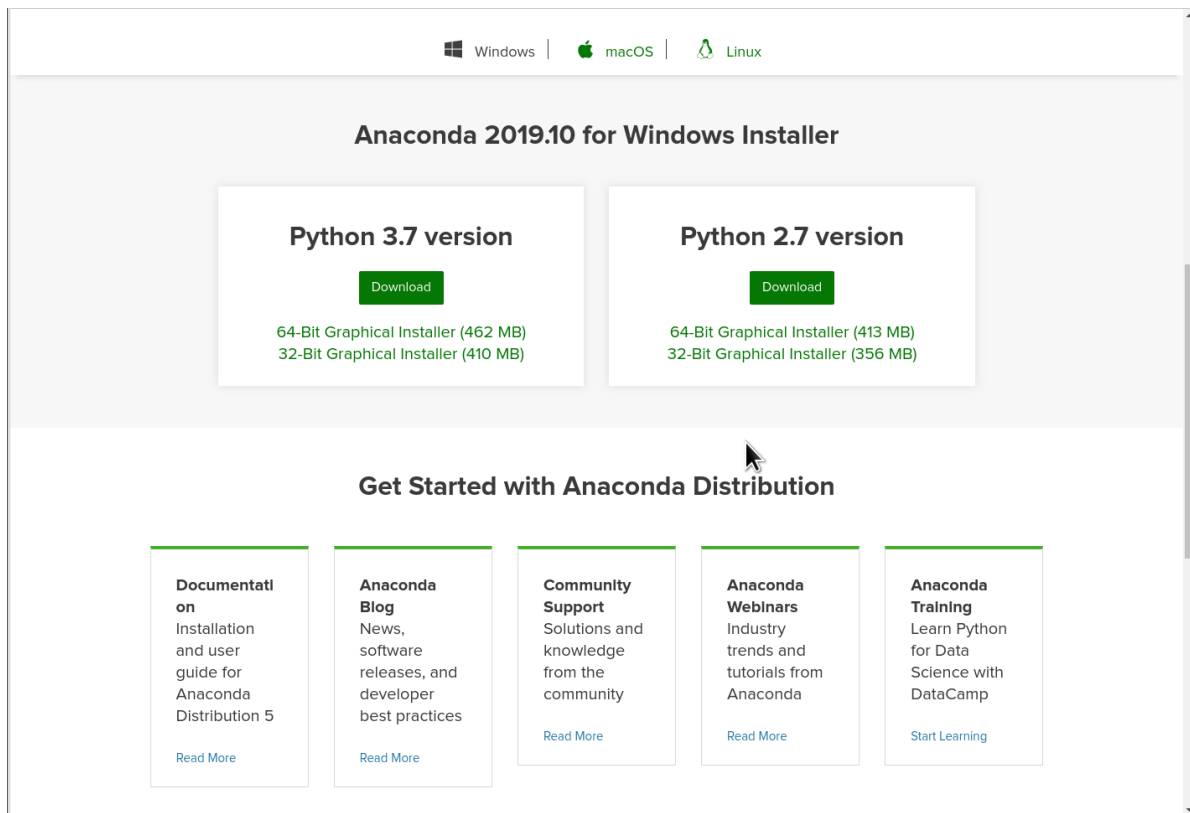 Windows | macOS | Linux
Anaconda 2019.10 for Windows Installer
Python 3.7 version
Download
64-Bit Graphical Installer (462 MB)
32-Bit Graphical Installer (410 MB)
Python 2.7 version
Download
64-Bit Graphical Installer (413 MB)
32-Bit Graphical Installer (356 MB)
Get Started with Anaconda Distribution
Documentati
on
Installation
and user
guide for
Anaconda
Distribution 5
Read More
Anaconda
Blog
News,
software
releases, and
developer
best practices
Read More
Community
Support
Solutions and
knowledge
from the
community
Read More
Anaconda
Webinars
Industry
trends and
tutorials from
Anaconda
Read More
Anaconda
Training
Learn Python
for Data
Science with
DataCamp
Start Learning